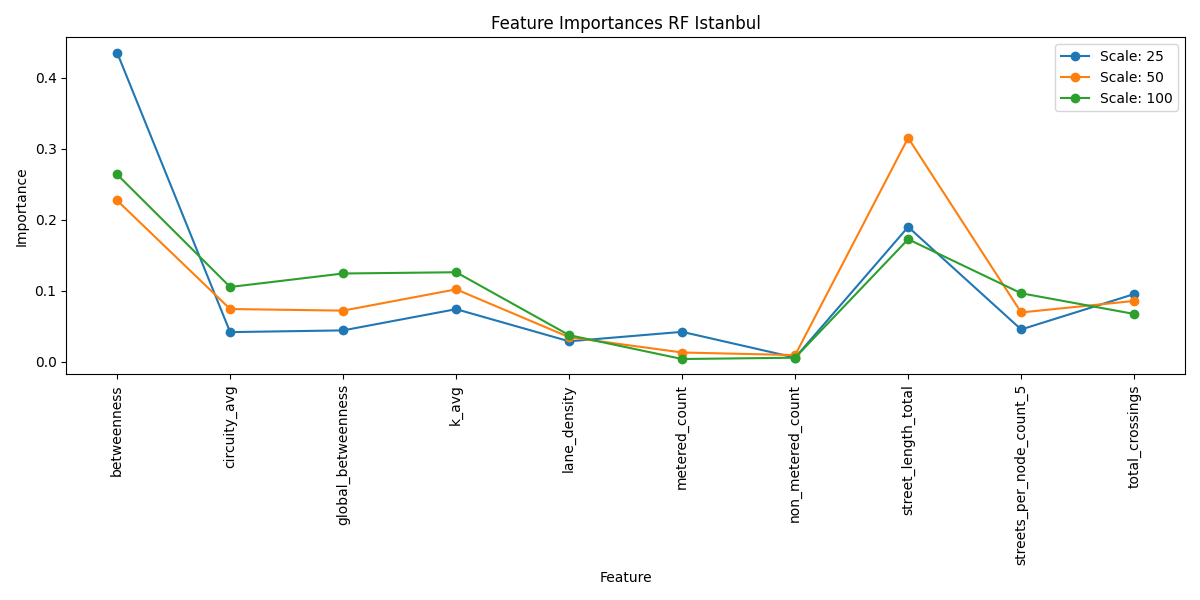 Feature Importances RF Istanbul
Scale: 25
Scale: 50
Scale: 100
Importance
0.4
0.3
0.2
0.1
0.0
betweenness
circuity_avg
global_betweenness
k_avg
lane_density
metered_count
non_metered_count
street_length_total
streets_per_node_count_5
total_crossings
Feature